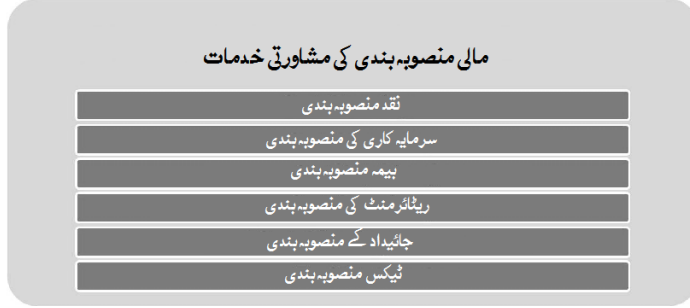 مالی منصوبہ بندی کی مشاورتی خدمات
نقد منصوبہ بندی
سرمایہ کاری کی منصوبہ بندی
بیمہ منصوبہ بندی
ریٹائرمنٹ کی منصوبہ بندی
جائیداد کے منصوبہ بندی
ٹیکس منصوبہ بندی